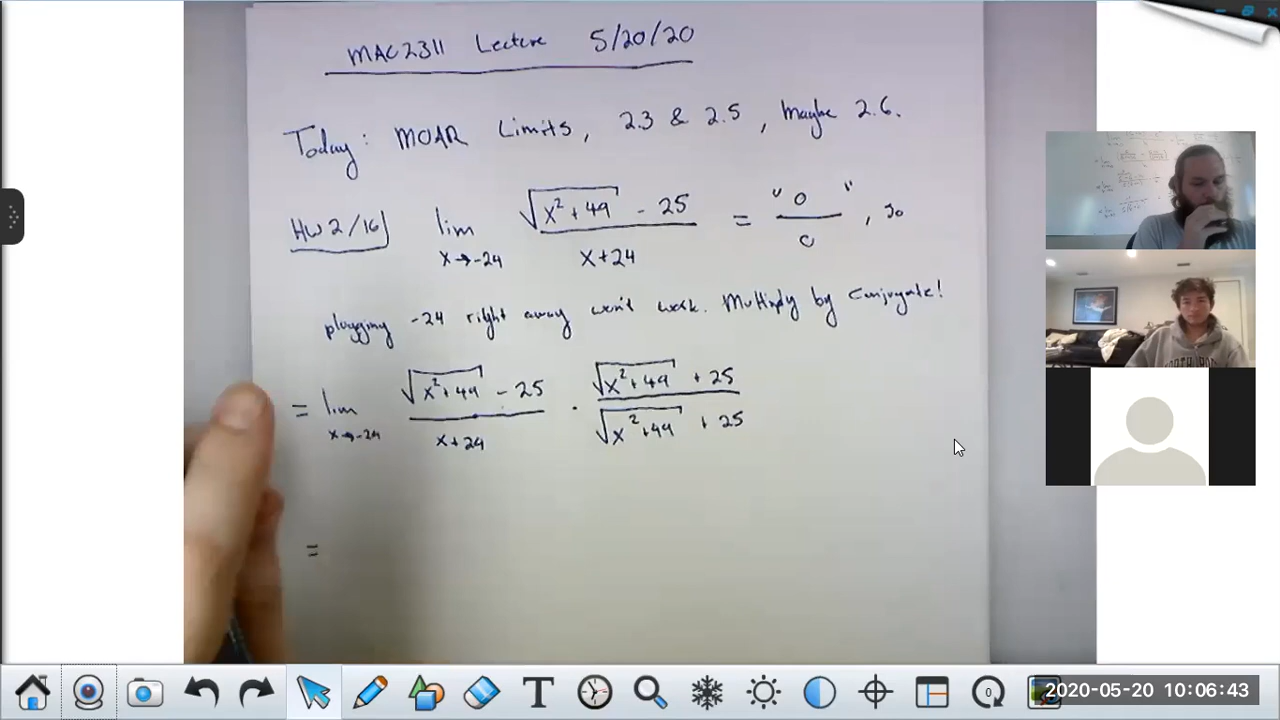 MAC2311 Lecture 5/20/20
Today: MOAR Limits, 2.3 & 2.5, Maybe 2.6.
HW2/16 lim x→-24 √(x²+49) - 25 / x+24 = "0/0", so
plugging -24 right away won't work. Multiply by Conjugate!
= lim x→-24 √(x²+49) - 25 / x+24 · √(x²+49) + 25 / √(x²+49) + 25
=
T
0
2020-05-20 10:06:43